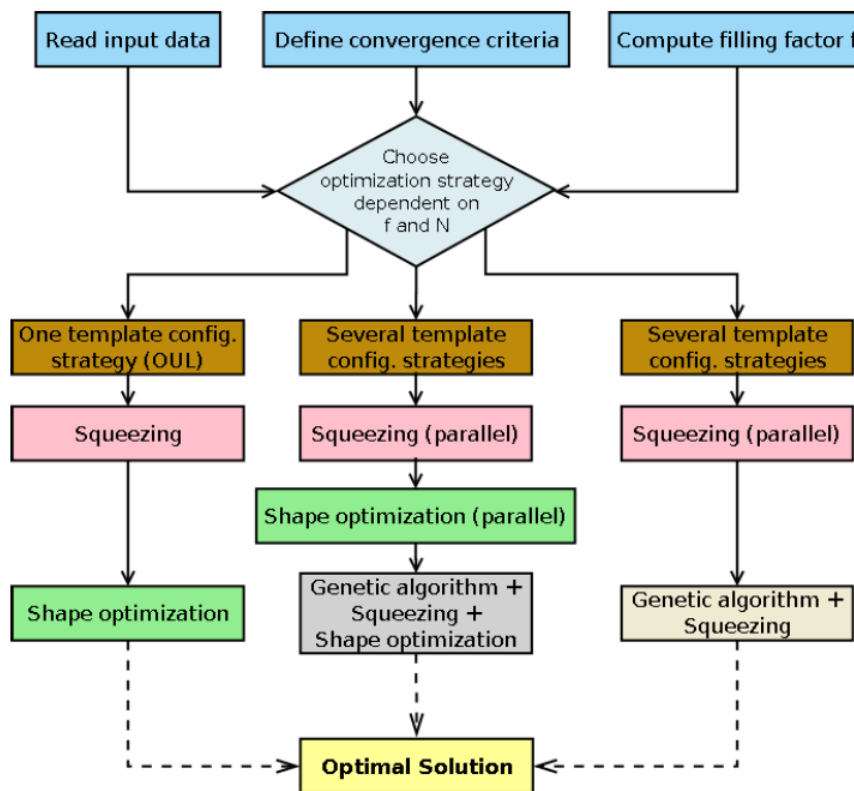 Read input data
Define convergence criteria
Compute filling factor f
Choose
optimization strategy
dependent on
f and N
One template config.
strategy (OUL)
Several template
config. strategies
Several template
config. strategies
Squeezing
Squeezing (parallel)
Squeezing (parallel)
Shape optimization (parallel)
Shape optimization
Genetic algorithm +
Squeezing +
Shape optimization
Genetic algorithm +
Squeezing
Optimal Solution